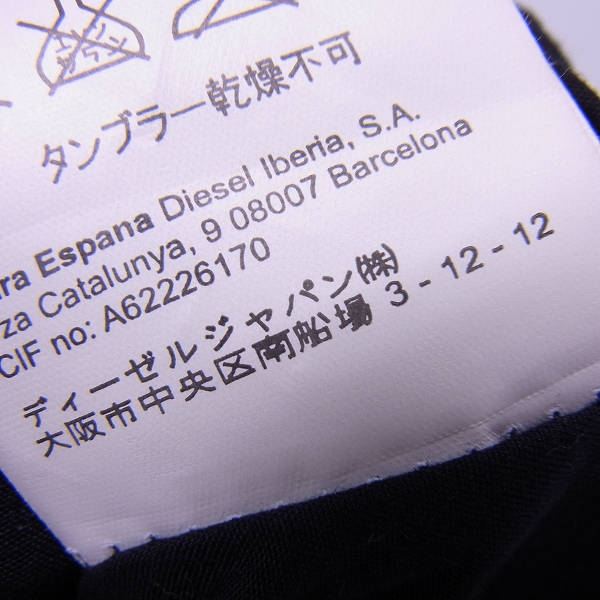 タンブラー乾燥不可
ra Espana Diesel Iberia, S.A.
za Catalunya, 9 08007 Barcelona
CIF no: A62226170
ディーゼルジャパン㈱
大阪市中央区南船場 3 - 12 - 12